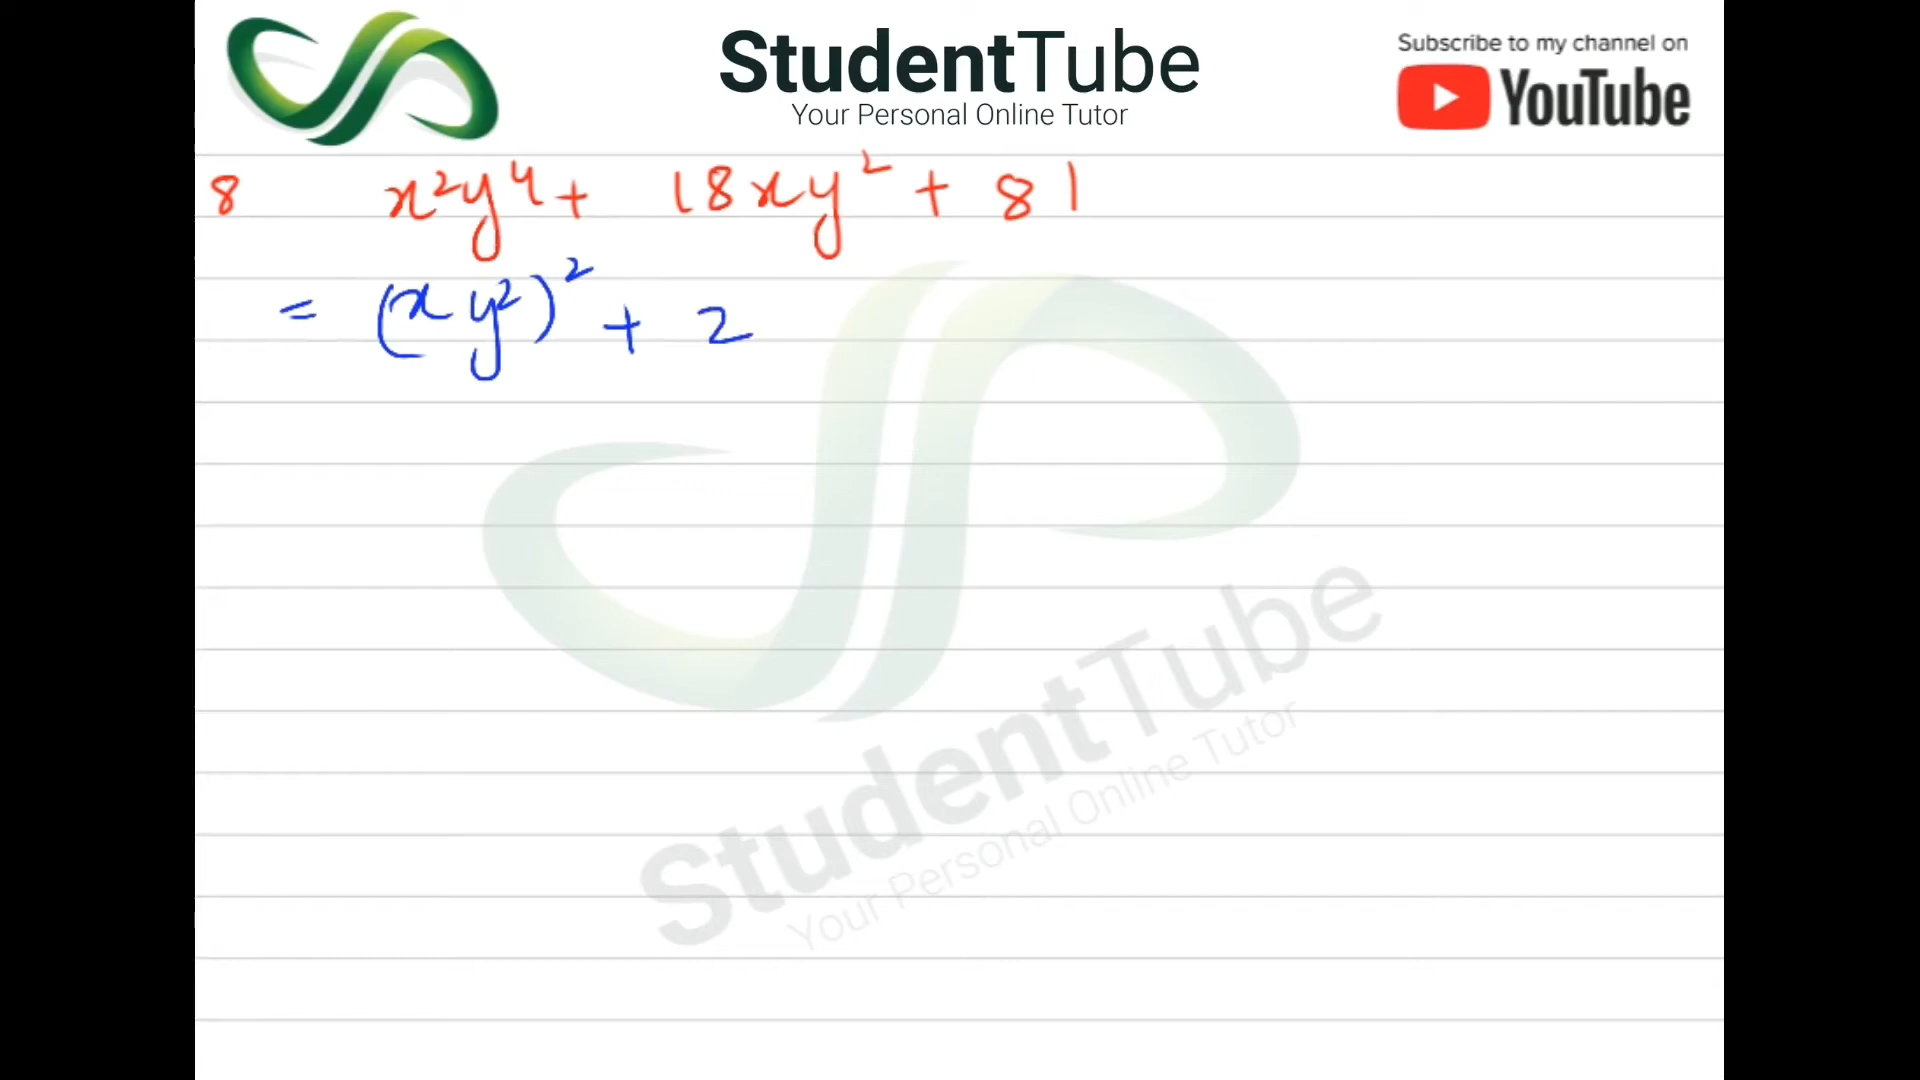 StudentTube
Your Personal Online Tutor
Subscribe to my channel on
YouTube
8 x²y⁴ + 18xy² + 81
= (xy²)² + 2
StudentTube
Your Personal Online Tutor